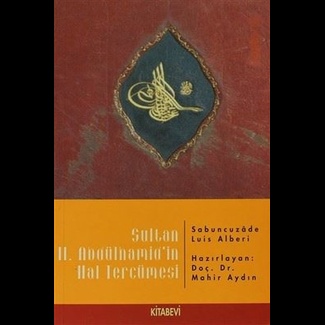 Sultan
II. Abdülhamid'in
Hal Tercümesi
Sabuncuzâde
Luis Alberi
Hazırlayan:
Doç. Dr.
Mahir Aydın
KİTABEVİ